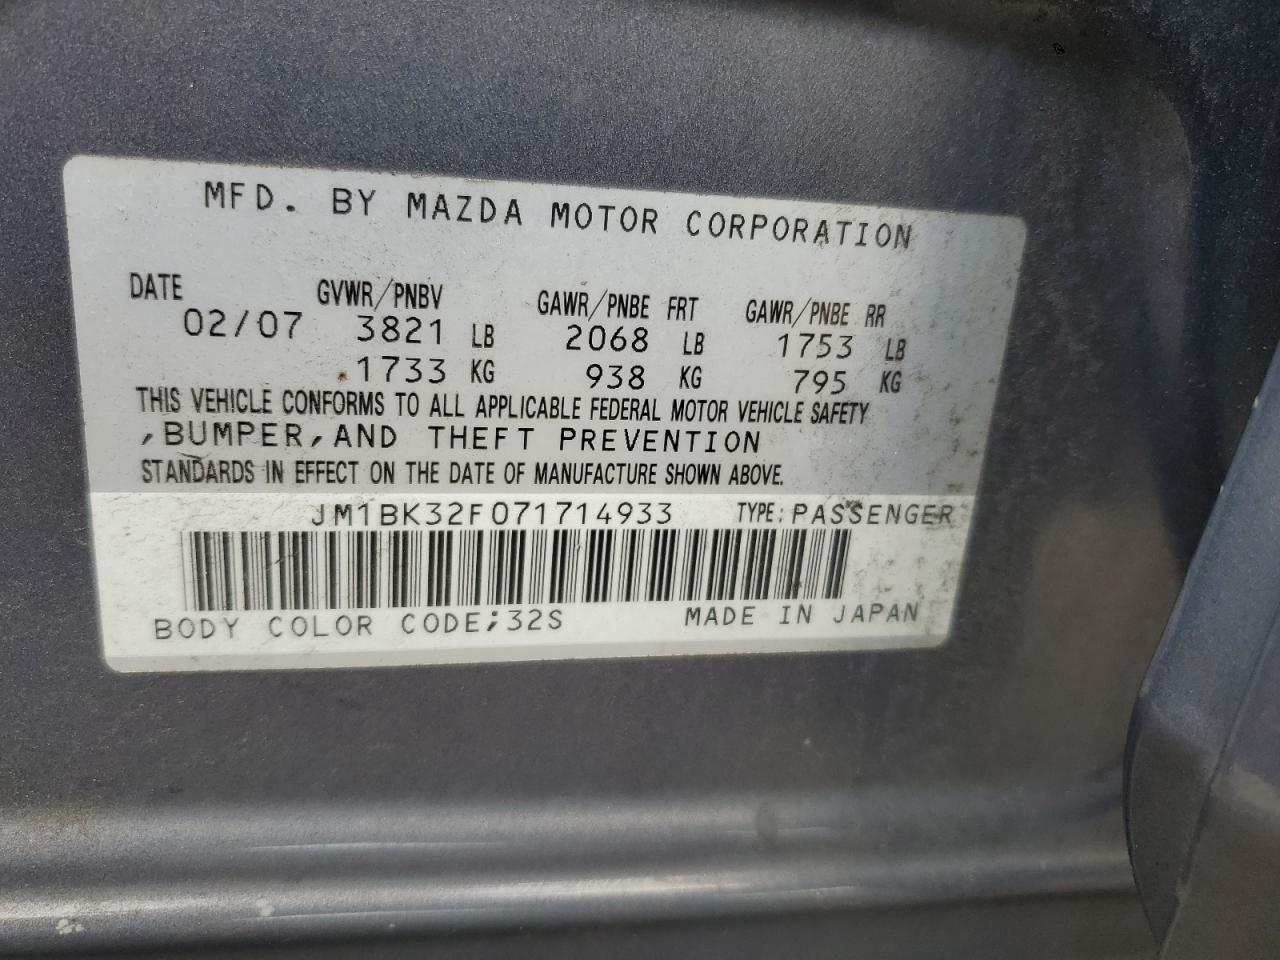 MFD. BY MAZDA MOTOR CORPORATION
DATE GVWR/PNBV GAWR/PNBE FRT GAWR/PNBE RR
02/07 3821 LB 2068 LB 1753 LB
1733 KG 938 KG 795 KG
THIS VEHICLE CONFORMS TO ALL APPLICABLE FEDERAL MOTOR VEHICLE SAFETY
,BUMPER,AND THEFT PREVENTION
STANDARDS IN EFFECT ON THE DATE OF MANUFACTURE SHOWN ABOVE.
JM1BK32F071714933 TYPE:PASSENGER
BODY COLOR CODE;32S MADE IN JAPAN